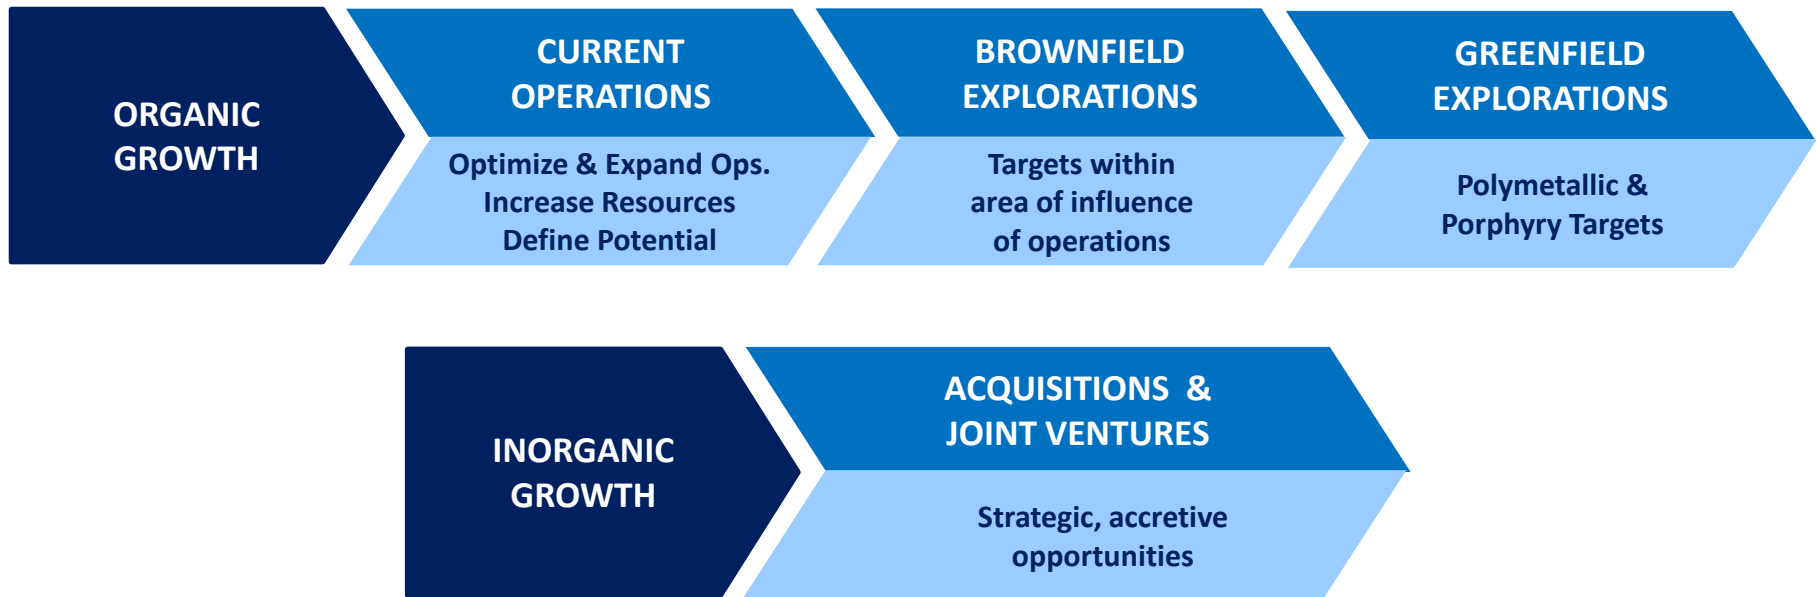 ORGANIC
GROWTH
CURRENT
OPERATIONS
Optimize & Expand Ops.
Increase Resources
Define Potential
BROWNFIELD
EXPLORATIONS
Targets within
area of influence
of operations
GREENFIELD
EXPLORATIONS
Polymetallic &
Porphyry Targets
INORGANIC
GROWTH
ACQUISITIONS &
JOINT VENTURES
Strategic, accretive
opportunities